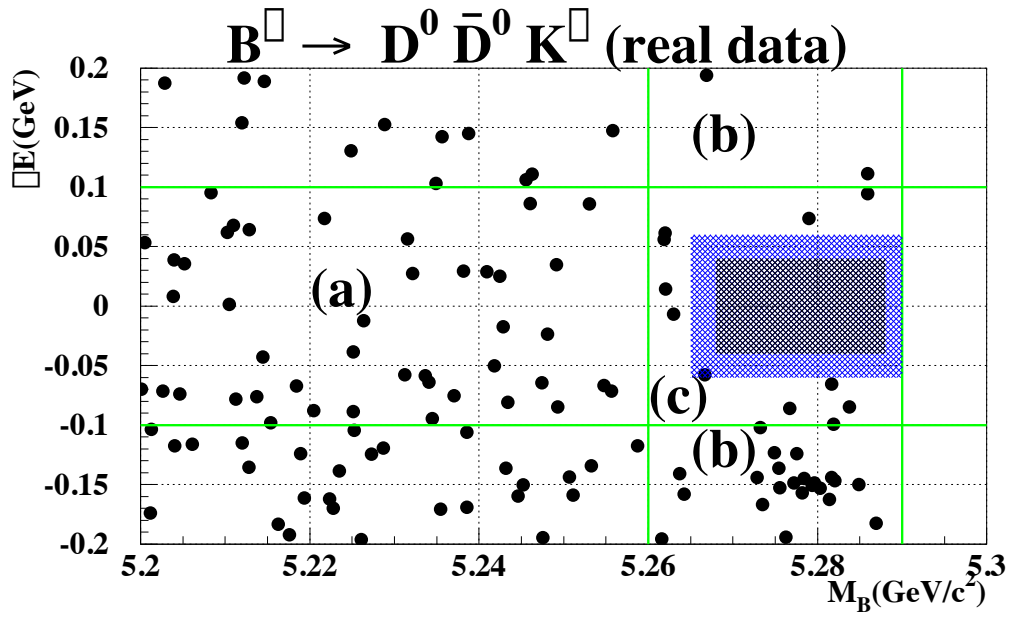 B⁻ → D⁰ D̄⁰ K⁻ (real data)
E(GeV)
0.2
0.15
0.1
0.05
0
-0.05
-0.1
-0.15
-0.2
(b)
(a)
(c)
(b)
5.2 5.22 5.24 5.26 5.28 5.3
M_B(GeV/c²)